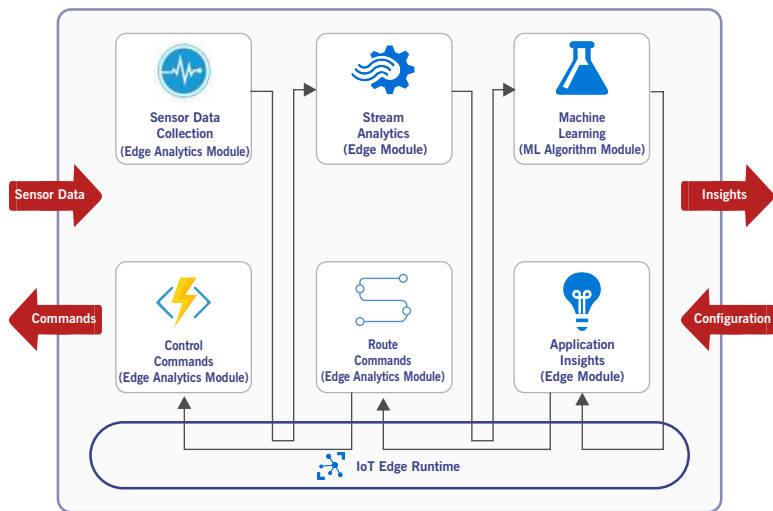 Sensor Data
Collection
(Edge Analytics Module)
Stream
Analytics
(Edge Module)
Machine
Learning
(ML Algorithm Module)
Sensor Data
Insights
Control
Commands
(Edge Analytics Module)
Route
Commands
(Edge Analytics Module)
Application
Insights
(Edge Module)
Commands
Configuration
IoT Edge Runtime